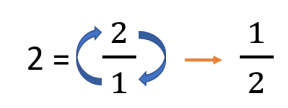 2 = 2/1 → 1/2